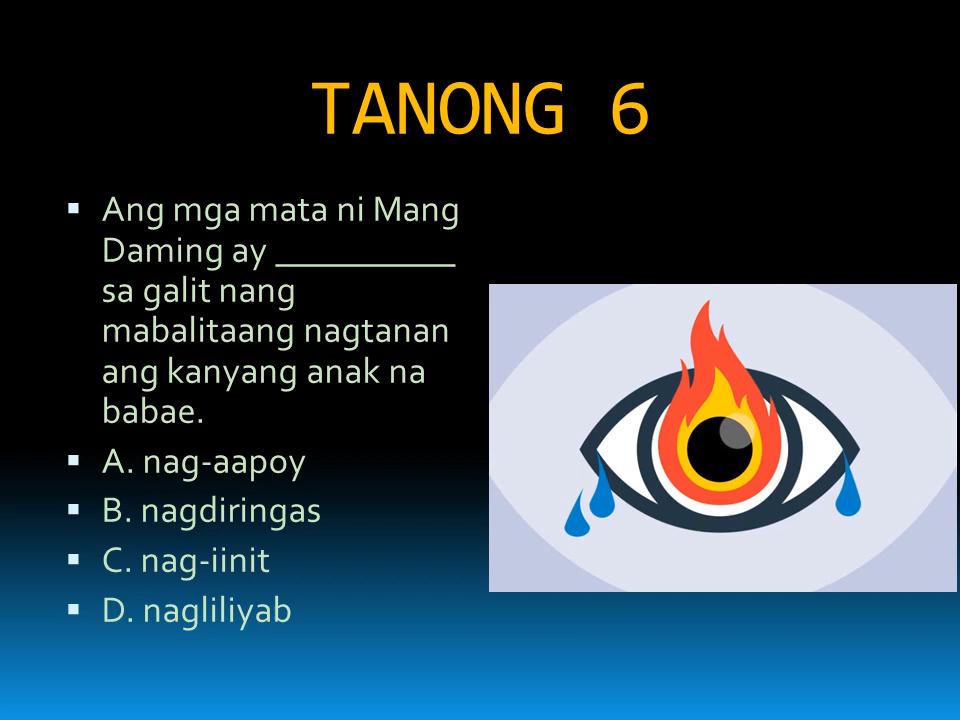 TANONG 6
▪ Ang mga mata ni Mang
Daming ay __________
sa galit nang
mabalitaang nagtanan
ang kanyang anak na
babae.
▪ A. nag-aapoy
▪ B. nagdiringas
▪ C. nag-iinit
▪ D. nagliliyab